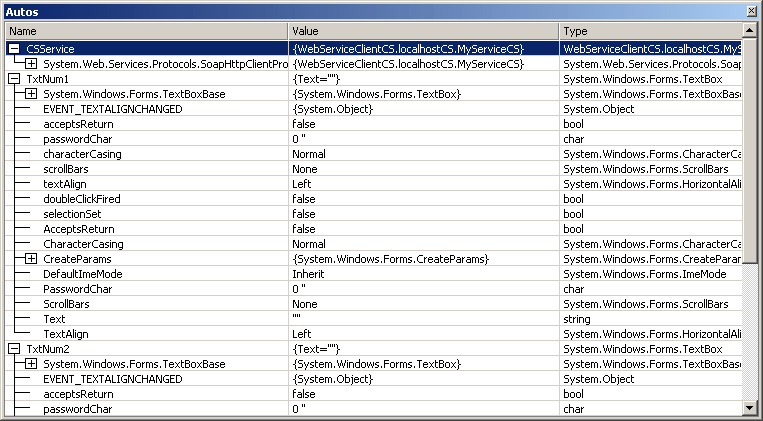 Autos
Name Value Type
CSService {WebServiceClientCS.localhostCS.MyServiceCS} WebServiceClientCS.localhostCS.MyS
System.Web.Services.Protocols.SoapHttpClientPro {WebServiceClientCS.localhostCS.MyServiceCS} System.Web.Services.Protocols.Soap
TxtNum1 {Text=""} System.Windows.Forms.TextBox
System.Windows.Forms.TextBoxBase {System.Windows.Forms.TextBox} System.Windows.Forms.TextBoxBase
EVENT_TEXTALIGNCHANGED {System.Object} System.Object
acceptsReturn false bool
passwordChar 0 '' char
characterCasing Normal System.Windows.Forms.CharacterCa
scrollBars None System.Windows.Forms.ScrollBars
textAlign Left System.Windows.Forms.HorizontalAli
doubleClickFired false bool
selectionSet false bool
AcceptsReturn false bool
CharacterCasing Normal System.Windows.Forms.CharacterCa
CreateParams {System.Windows.Forms.CreateParams} System.Windows.Forms.CreateParam
DefaultImeMode Inherit System.Windows.Forms.ImeMode
PasswordChar 0 '' char
ScrollBars None System.Windows.Forms.ScrollBars
Text "" string
TextAlign Left System.Windows.Forms.HorizontalAli
TxtNum2 {Text=""} System.Windows.Forms.TextBox
System.Windows.Forms.TextBoxBase {System.Windows.Forms.TextBox} System.Windows.Forms.TextBoxBase
EVENT_TEXTALIGNCHANGED {System.Object} System.Object
acceptsReturn false bool
passwordChar 0 '' char